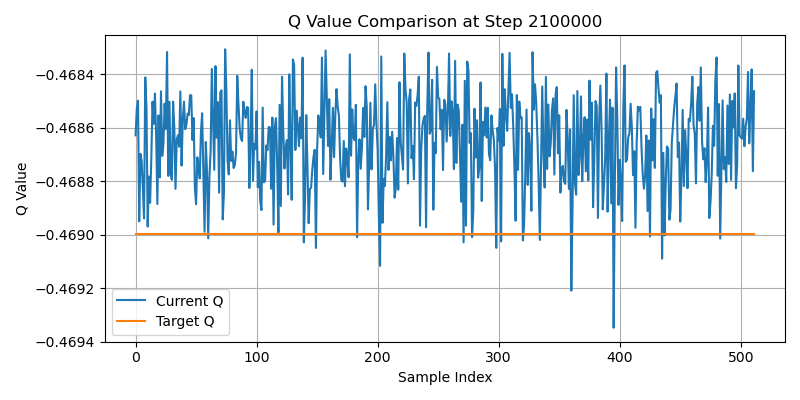 Q Value Comparison at Step 2100000
Q Value
−0.4684
−0.4686
−0.4688
−0.4690
−0.4692
−0.4694
Current Q
Target Q
0
100
200
300
400
500
Sample Index